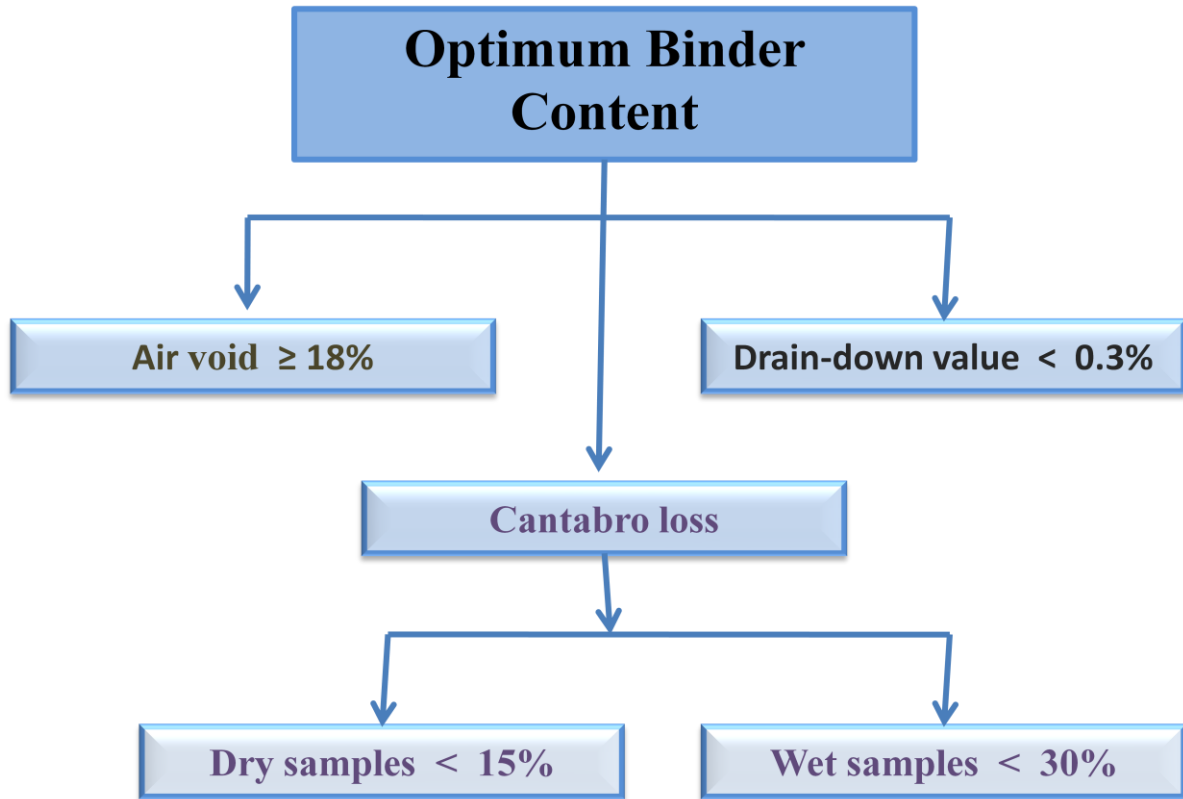 Optimum Binder
Content
Air void ≥ 18%
Drain-down value < 0.3%
Cantabro loss
Dry samples < 15%
Wet samples < 30%